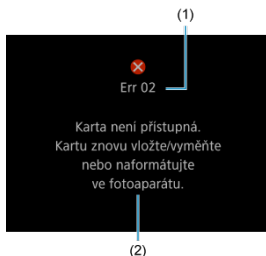 (1)
Err 02
Karta není přístupná.
Kartu znovu vložte/vyměňte
nebo naformátujte
ve fotoaparátu.
(2)